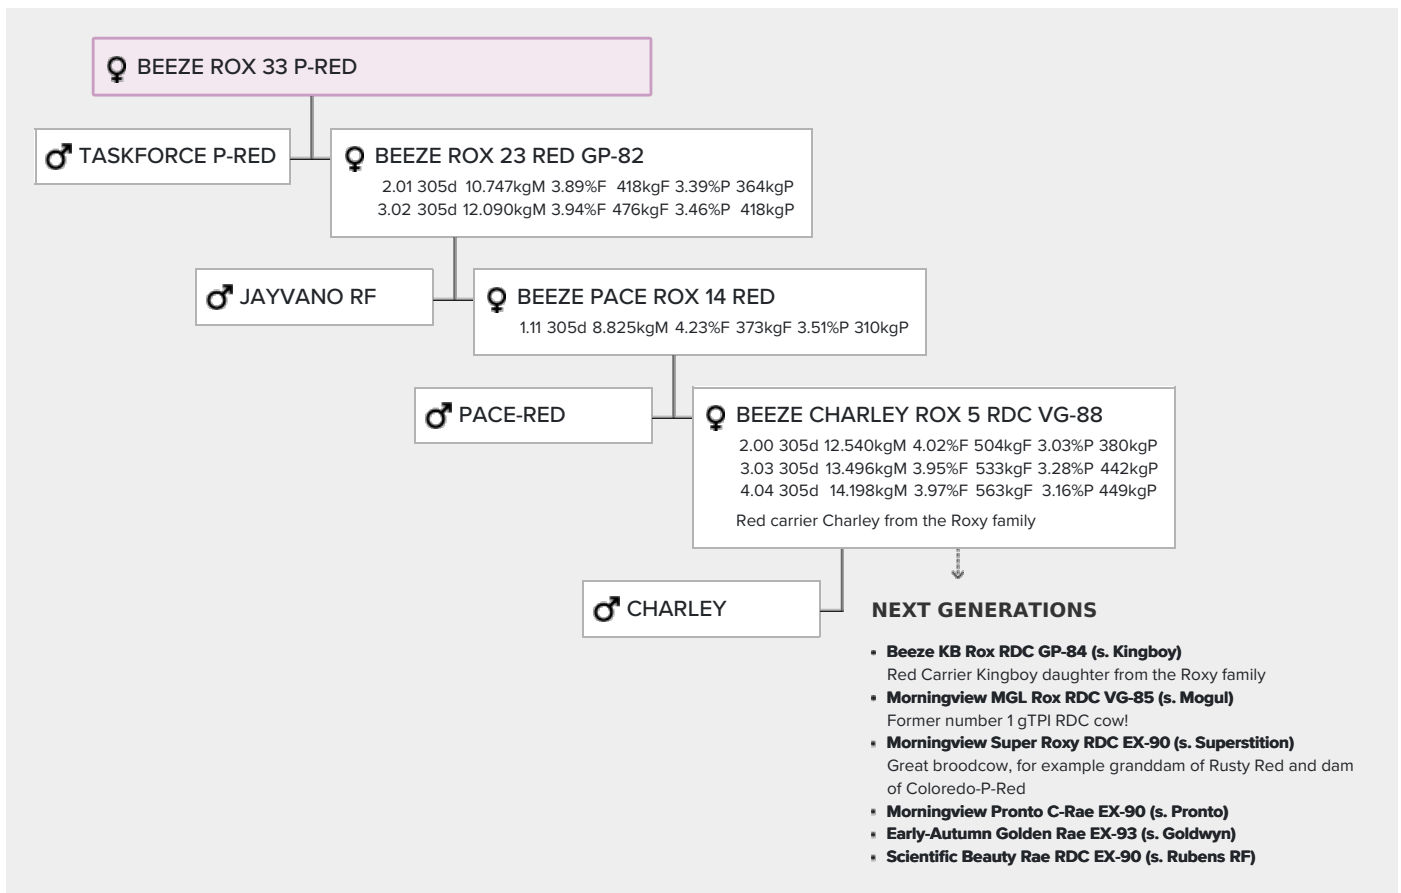 BEEZE ROX 33 P-RED
TASKFORCE P-RED
BEEZE ROX 23 RED GP-82
2.01 305d 10.747kgM 3.89%F 418kgF 3.39%P 364kgP
3.02 305d 12.090kgM 3.94%F 476kgF 3.46%P 418kgP
JAYVANO RF
BEEZE PACE ROX 14 RED
1.11 305d 8.825kgM 4.23%F 373kgF 3.51%P 310kgP
PACE-RED
BEEZE CHARLEY ROX 5 RDC VG-88
2.00 305d 12.540kgM 4.02%F 504kgF 3.03%P 380kgP
3.03 305d 13.496kgM 3.95%F 533kgF 3.28%P 442kgP
4.04 305d 14.198kgM 3.97%F 563kgF 3.16%P 449kgP
Red carrier Charley from the Roxy family
CHARLEY
NEXT GENERATIONS
▪ Beeze KB Rox RDC GP-84 (s. Kingboy)
Red Carrier Kingboy daughter from the Roxy family
▪ Morningview MGL Rox RDC VG-85 (s. Mogul)
Former number 1 gTPI RDC cow!
▪ Morningview Super Roxy RDC EX-90 (s. Superstition)
Great broodcow, for example granddam of Rusty Red and dam
of Coloredo-P-Red
▪ Morningview Pronto C-Rae EX-90 (s. Pronto)
▪ Early-Autumn Golden Rae EX-93 (s. Goldwyn)
▪ Scientific Beauty Rae RDC EX-90 (s. Rubens RF)